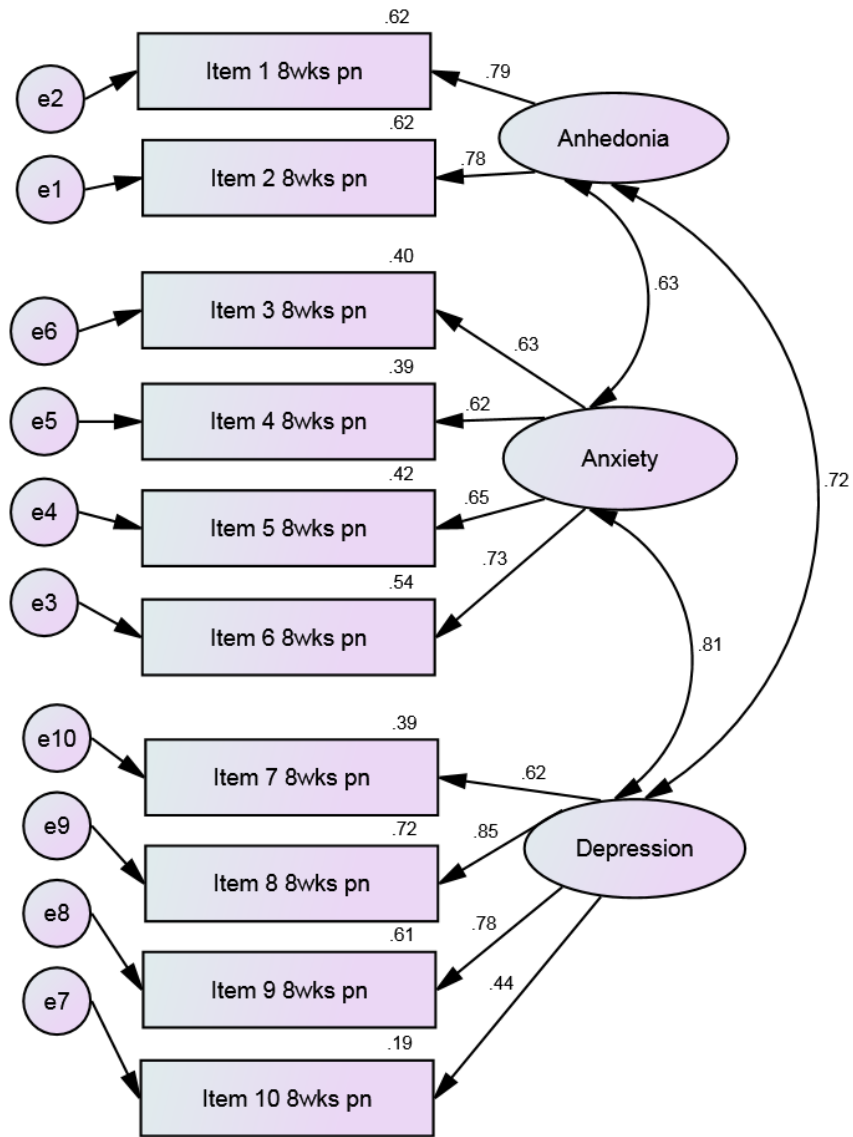 .62
Item 1 8wks pn
.79
e2
Anhedonia
.62
Item 2 8wks pn
.78
e1
.40
Item 3 8wks pn
.63
.63
e6
.39
Item 4 8wks pn
.62
e5
Anxiety
.42
Item 5 8wks pn
.65
e4
.72
.54
Item 6 8wks pn
.73
e3
.81
.39
Item 7 8wks pn
.62
e10
.72
Item 8 8wks pn
.85
e9
Depression
.61
Item 9 8wks pn
.78
e8
.44
e7
.19
Item 10 8wks pn